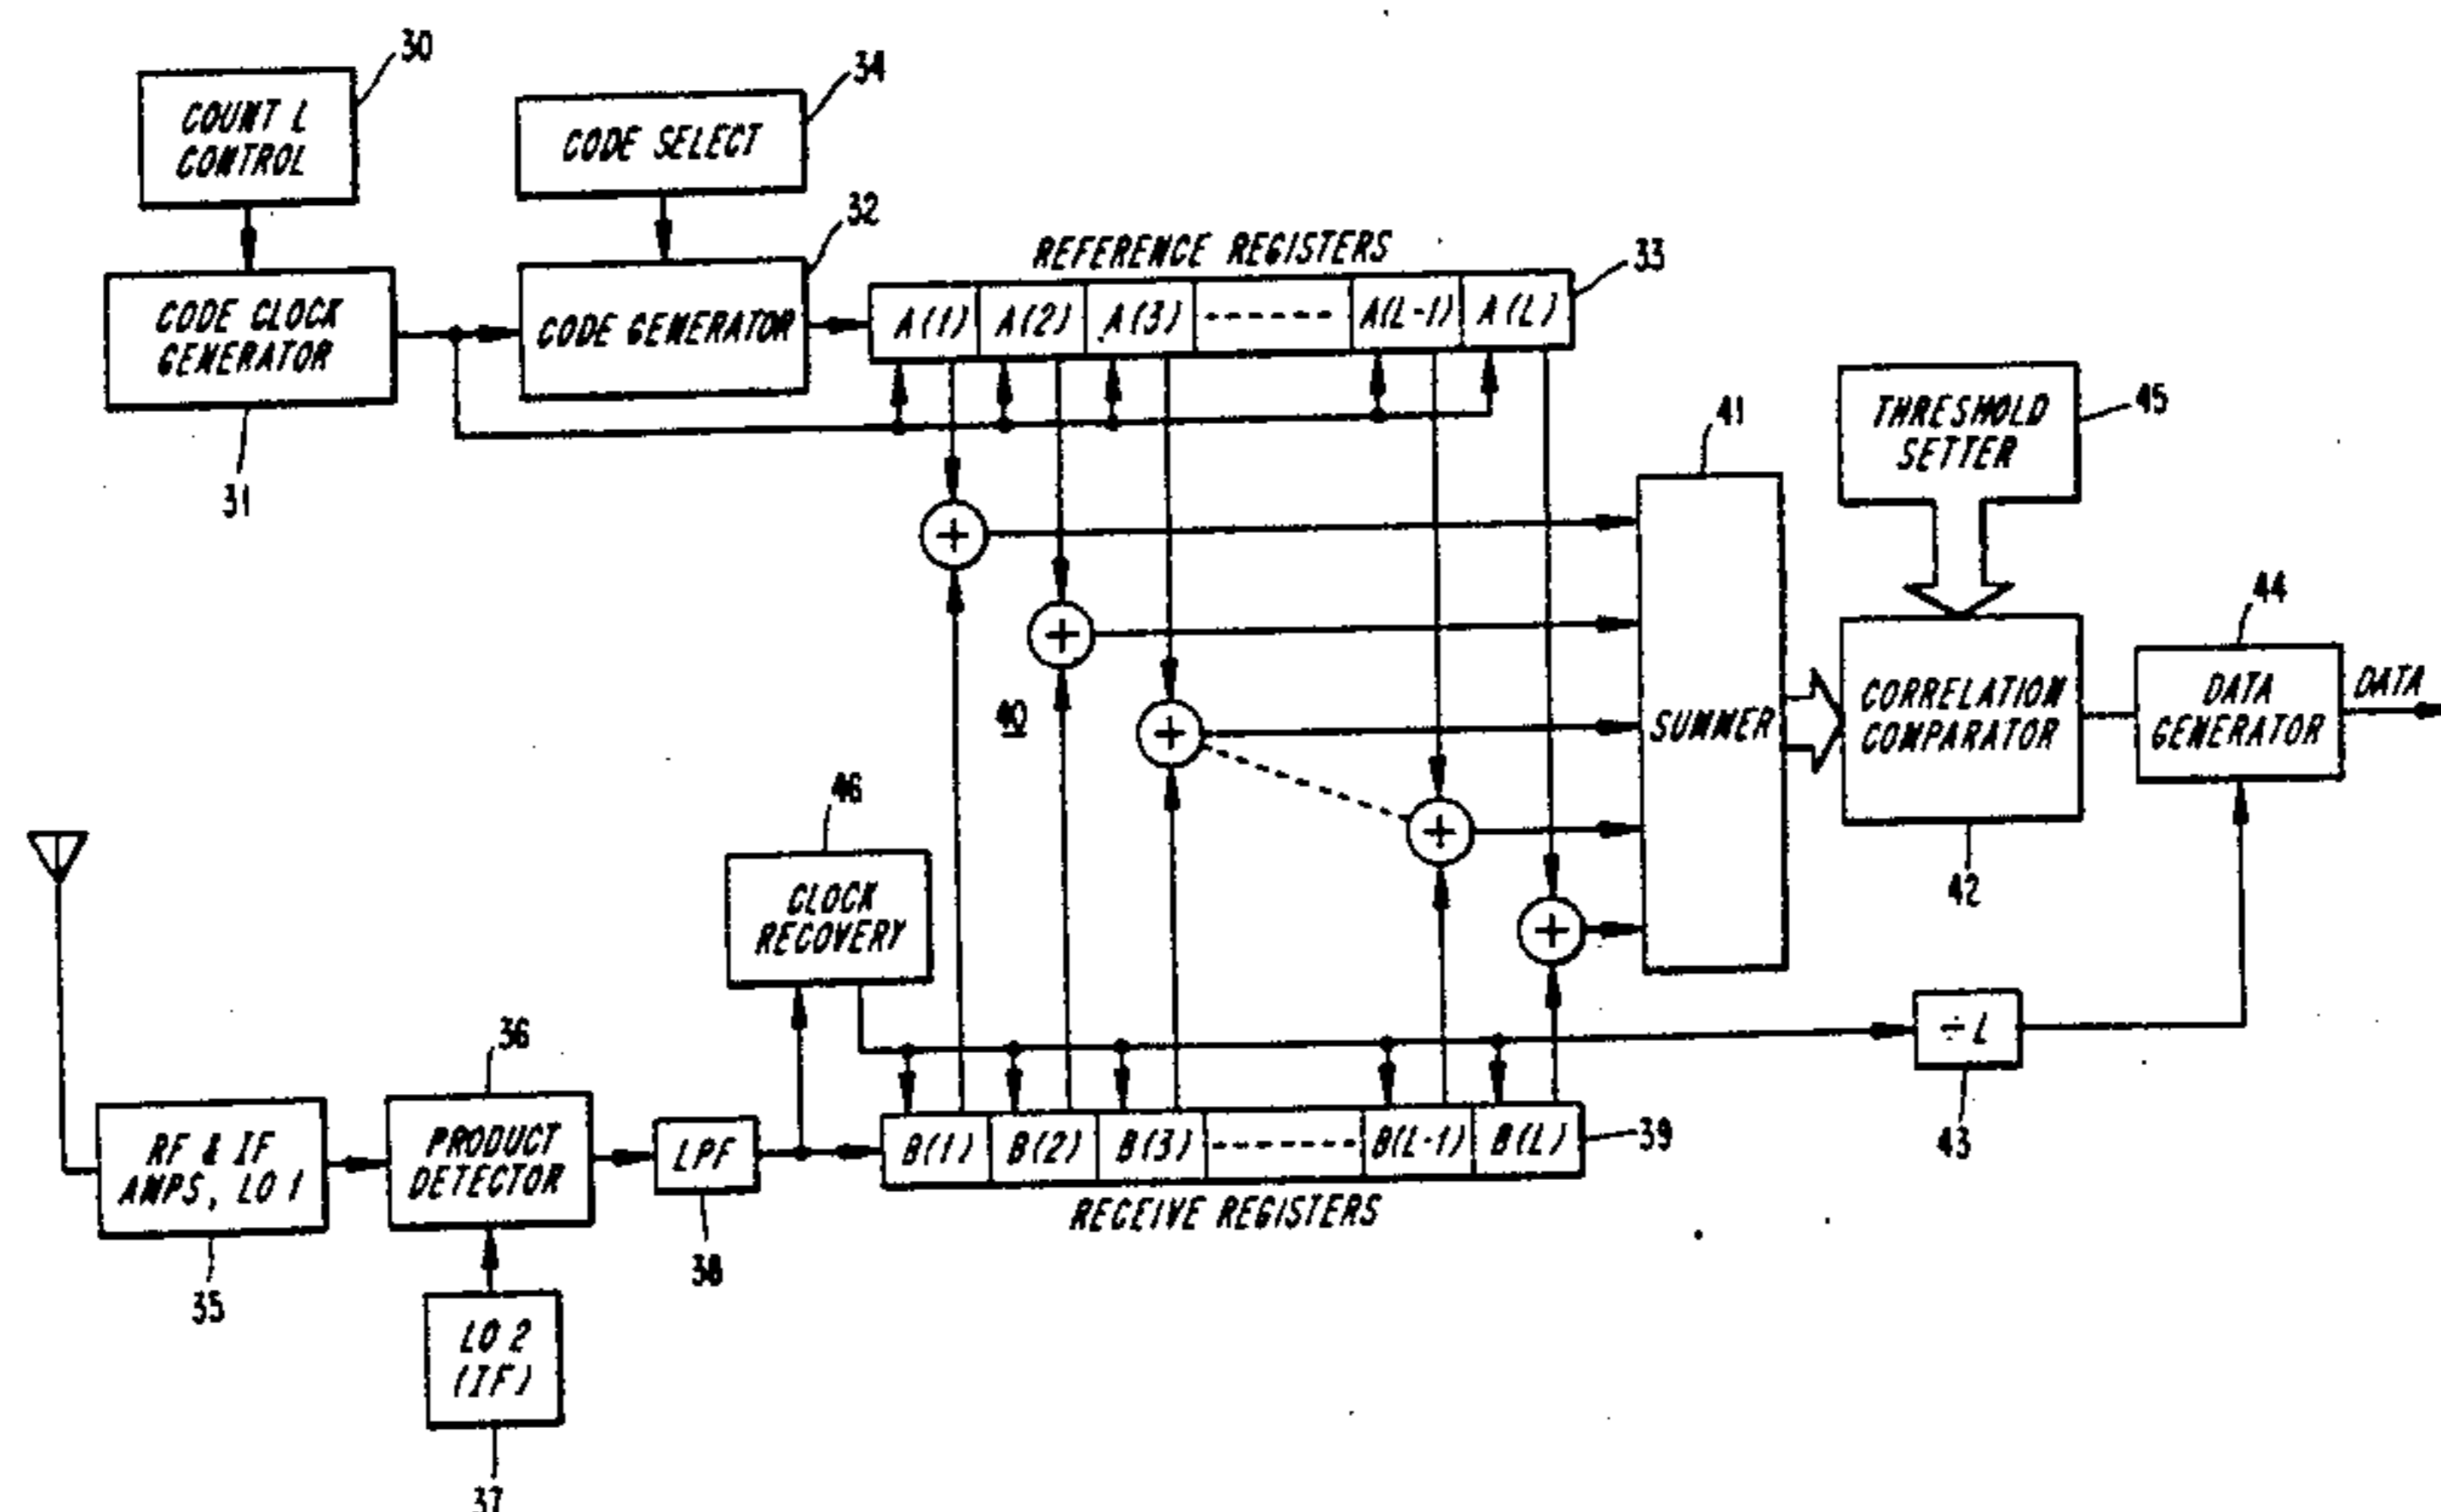 30
COUNT L
CONTROL
34
CODE SELECT
32
CODE CLOCK
GENERATOR
31
CODE GENERATOR
REFERENCE REGISTERS
33
A(1) A(2) A(3) A(L-1) A(L)
+
+
+
+
+
40
41
SUMMER
THRESHOLD
SETTER
45
CORRELATION
COMPARATOR
42
44
DATA
GENERATOR
DATA
46
CLOCK
RECOVERY
÷L
43
RF & IF
AMPS, LO 1
35
36
PRODUCT
DETECTOR
LPF
38
LO 2
(IF)
37
B(1) B(2) B(3) B(L-1) B(L)
39
RECEIVE REGISTERS